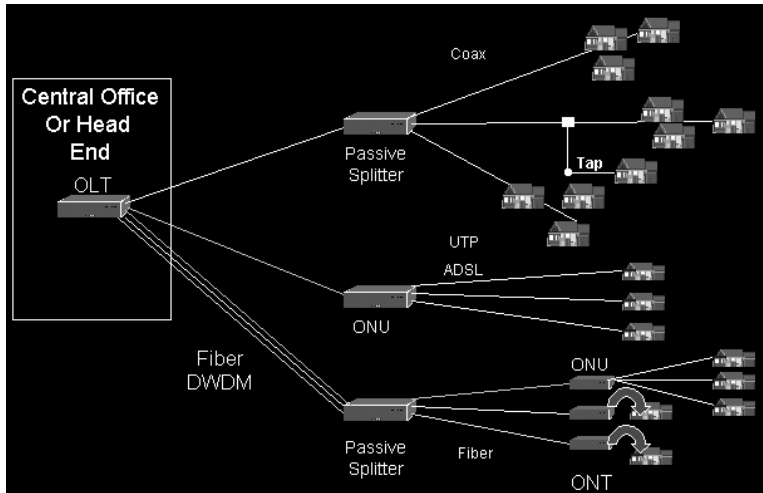 Coax
Central Office
Or Head
End
OLT
Passive
Splitter
Tap
UTP
ADSL
ONU
Fiber
DWDM
ONU
Passive
Splitter
Fiber
ONT